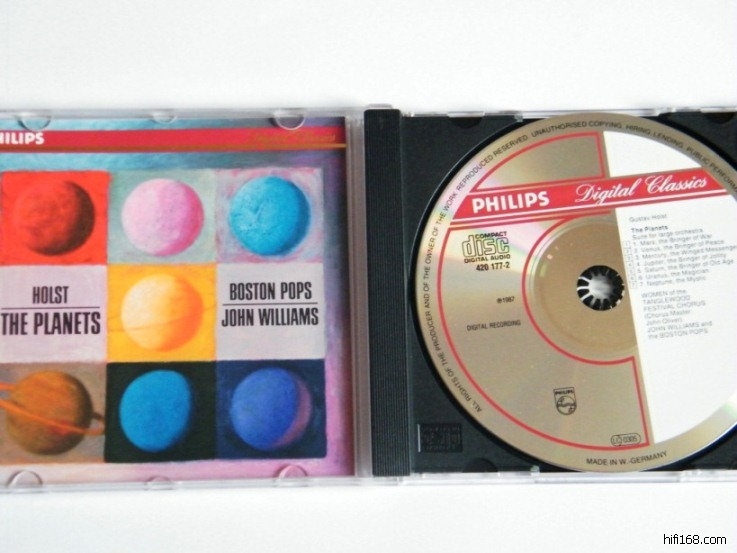 PHILIPS
HOLST
THE PLANETS
BOSTON POPS
JOHN WILLIAMS
ALL RIGHTS OF THE PRODUCER AND OF THE OWNER OF THE WORK REPRODUCED RESERVED. UNAUTHORISED COPYING, HIRING, LENDING, PUBLIC PERFORMAN
PHILIPS Digital Classics
COMPACT
disc
DIGITAL AUDIO
420 177-2
℗1987
DIGITAL RECORDING
Gustav Holst
The Planets
Suite for large orchestra
1. Mars, the Bringer of War
2. Venus, the Bringer of Peace
3. Mercury, the Winged Messenger
4. Jupiter, the Bringer of Jollity
5. Saturn, the Bringer of Old Age
6. Uranus, the Magician
7. Neptune, the Mystic
WOMEN of the
TANGLEWOOD
FESTIVAL CHORUS
(Chorus Master:
John Oliver)
JOHN WILLIAMS and
the BOSTON POPS
PHILIPS
MADE IN W.-GERMANY
hifi168.com